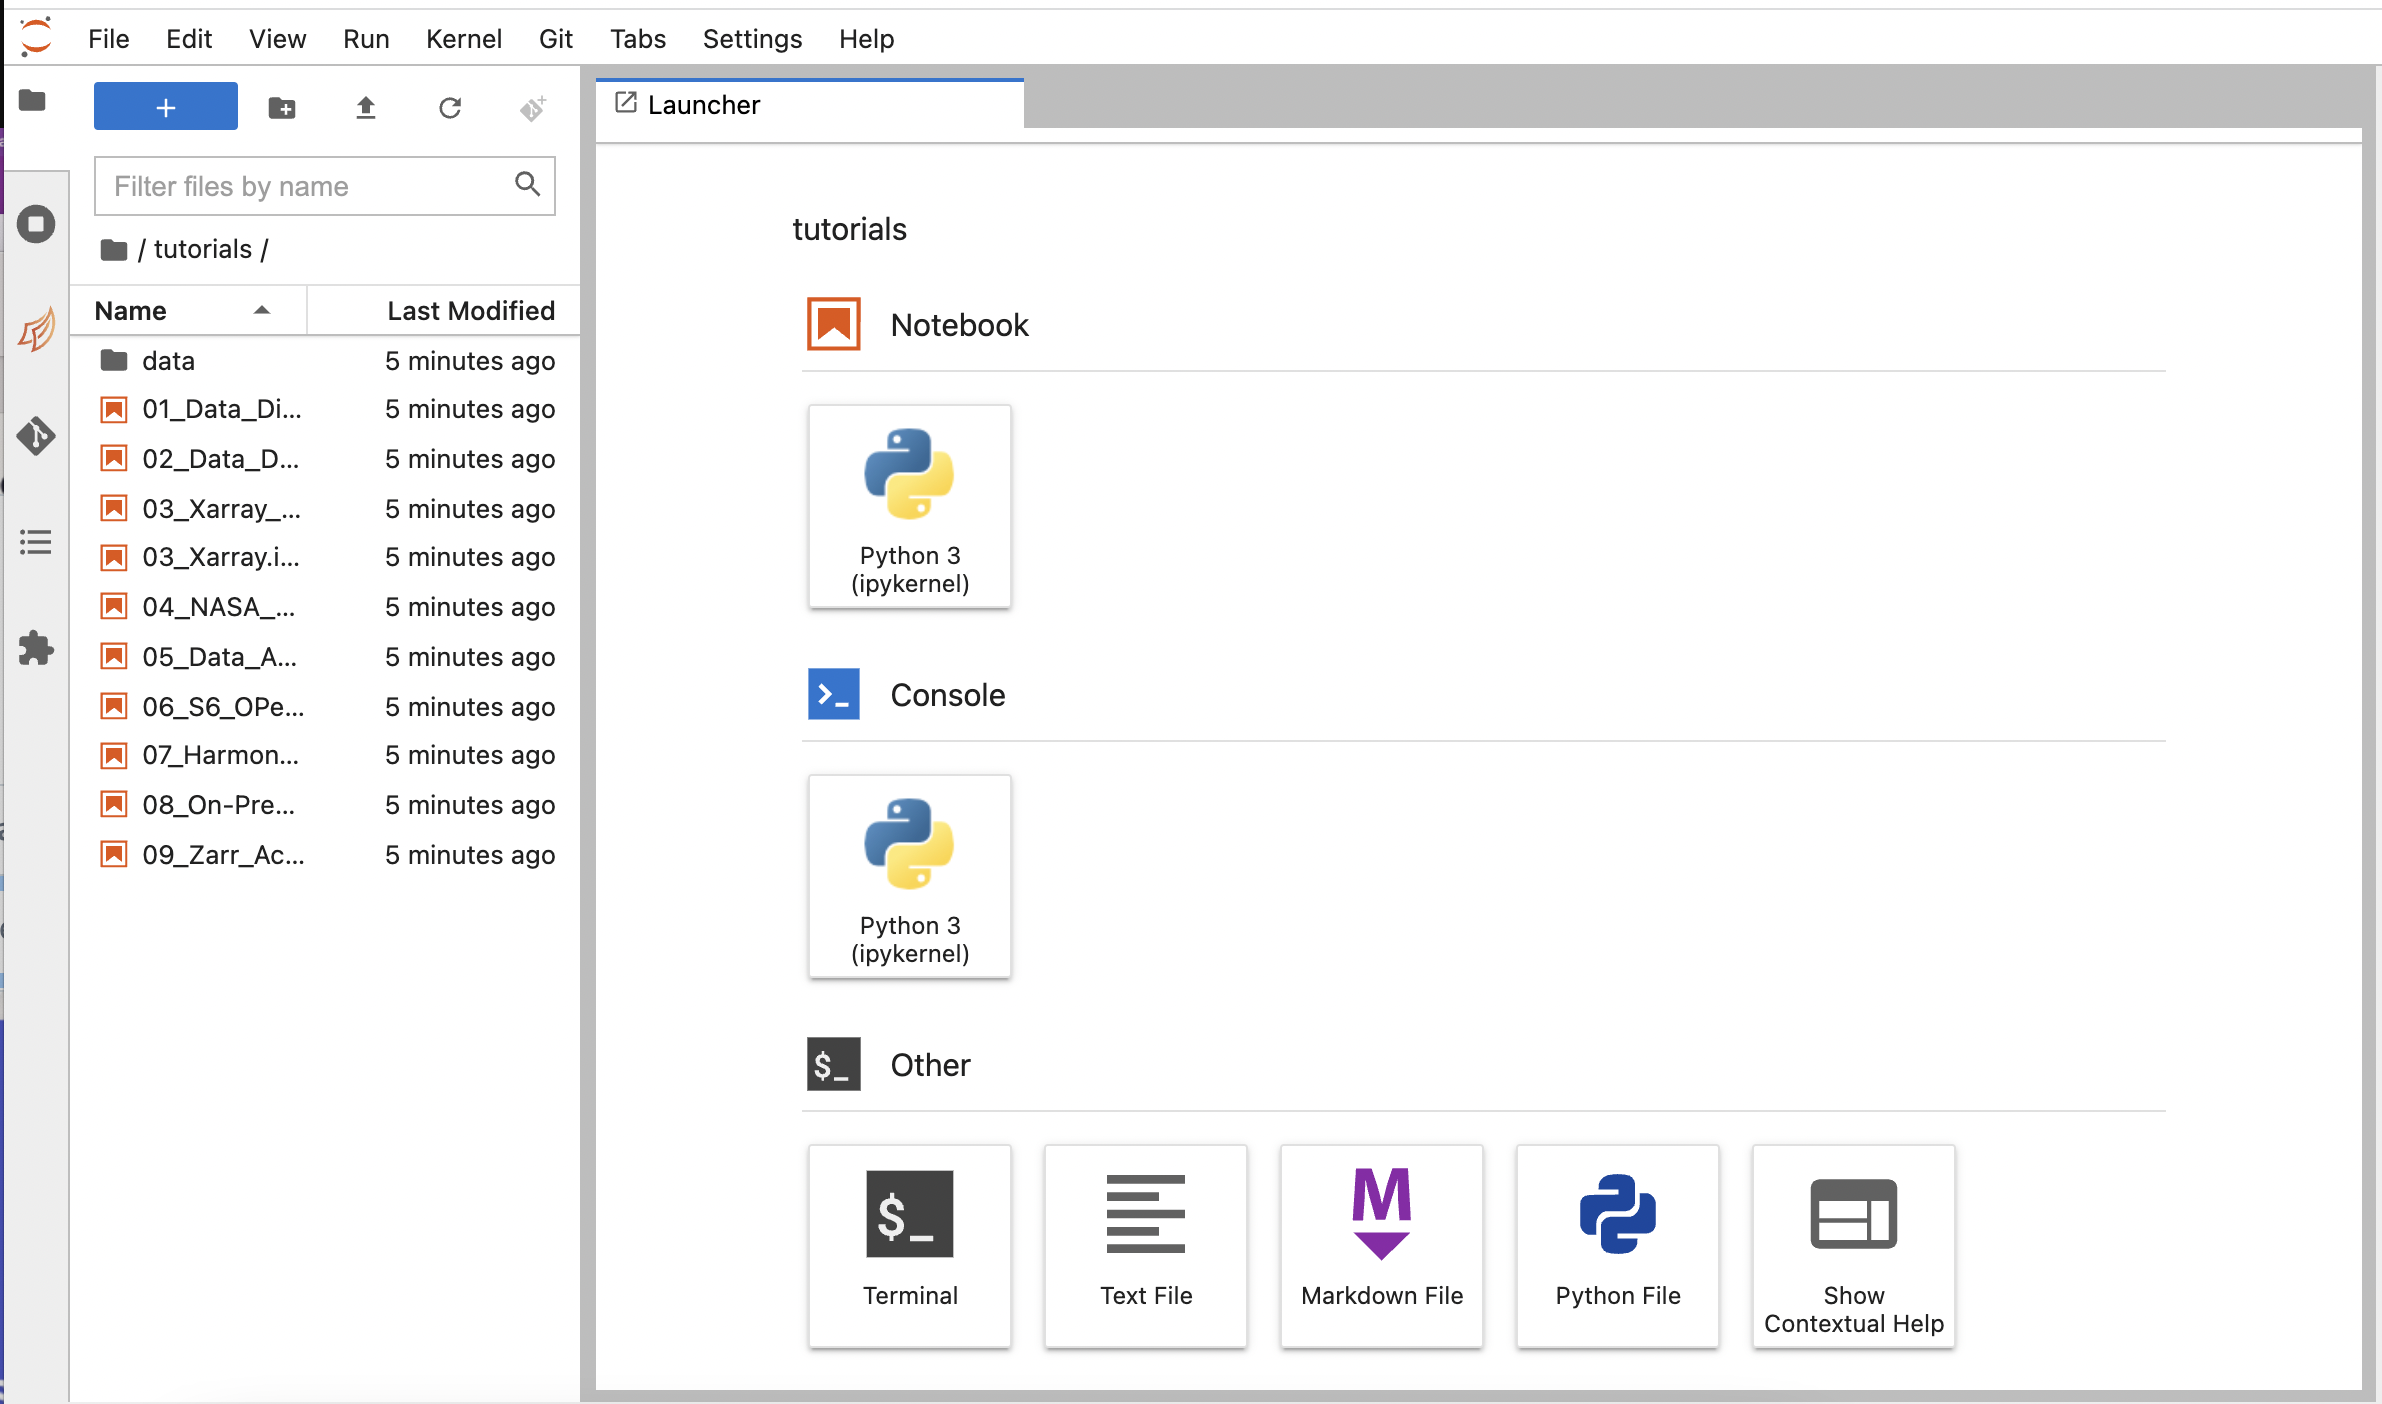 File Edit View Run Kernel Git Tabs Settings Help
+
Filter files by name
/ tutorials /
Name Last Modified
data 5 minutes ago
01_Data_Di... 5 minutes ago
02_Data_D... 5 minutes ago
03_Xarray_... 5 minutes ago
03_Xarray.i... 5 minutes ago
04_NASA_... 5 minutes ago
05_Data_A... 5 minutes ago
06_S6_OPe... 5 minutes ago
07_Harmon... 5 minutes ago
08_On-Pre... 5 minutes ago
09_Zarr_Ac... 5 minutes ago
Launcher
tutorials
Notebook
Python 3
(ipykernel)
Console
Python 3
(ipykernel)
$_ Other
$_
Terminal
Text File
M
Markdown File
Python File
Show
Contextual Help